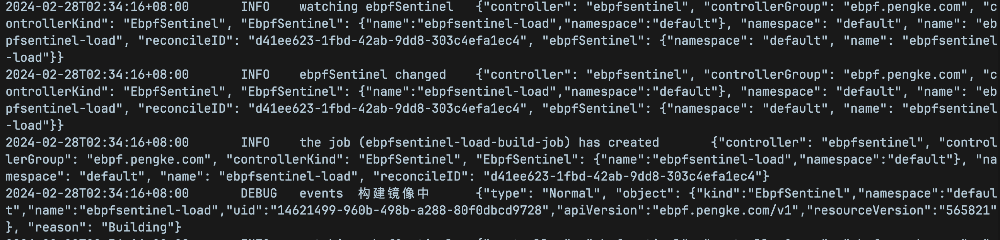 2024-02-28T02:34:16+08:00       INFO    watching ebpfSentinel   {"controller": "ebpfsentinel", "controllerGroup": "ebpf.pengke.com", "c
ontrollerKind": "EbpfSentinel", "EbpfSentinel": {"name":"ebpfsentinel-load","namespace":"default"}, "namespace": "default", "name": "eb
pfsentinel-load", "reconcileID": "d41ee623-1fbd-42ab-9dd8-303c4efa1ec4", "ebpfSentinel": {"namespace": "default", "name": "ebpfsentinel
-load"}}
2024-02-28T02:34:16+08:00       INFO    ebpfSentinel changed    {"controller": "ebpfsentinel", "controllerGroup": "ebpf.pengke.com", "c
ontrollerKind": "EbpfSentinel", "EbpfSentinel": {"name":"ebpfsentinel-load","namespace":"default"}, "namespace": "default", "name": "eb
pfsentinel-load", "reconcileID": "d41ee623-1fbd-42ab-9dd8-303c4efa1ec4", "ebpfSentinel": {"namespace": "default", "name": "ebpfsentinel
-load"}}
2024-02-28T02:34:16+08:00       INFO    the job (ebpfsentinel-load-build-job) has created       {"controller": "ebpfsentinel", "control
lerGroup": "ebpf.pengke.com", "controllerKind": "EbpfSentinel", "EbpfSentinel": {"name":"ebpfsentinel-load","namespace":"default"}, "na
mespace": "default", "name": "ebpfsentinel-load", "reconcileID": "d41ee623-1fbd-42ab-9dd8-303c4efa1ec4"}
2024-02-28T02:34:16+08:00       DEBUG   events  构建镜像中      {"type": "Normal", "object": {"kind":"EbpfSentinel","namespace":"defaul
t","name":"ebpfsentinel-load","uid":"14621499-960b-498b-a288-80f0dbcd9728","apiVersion":"ebpf.pengke.com/v1","resourceVersion":"565821"
}, "reason": "Building"}